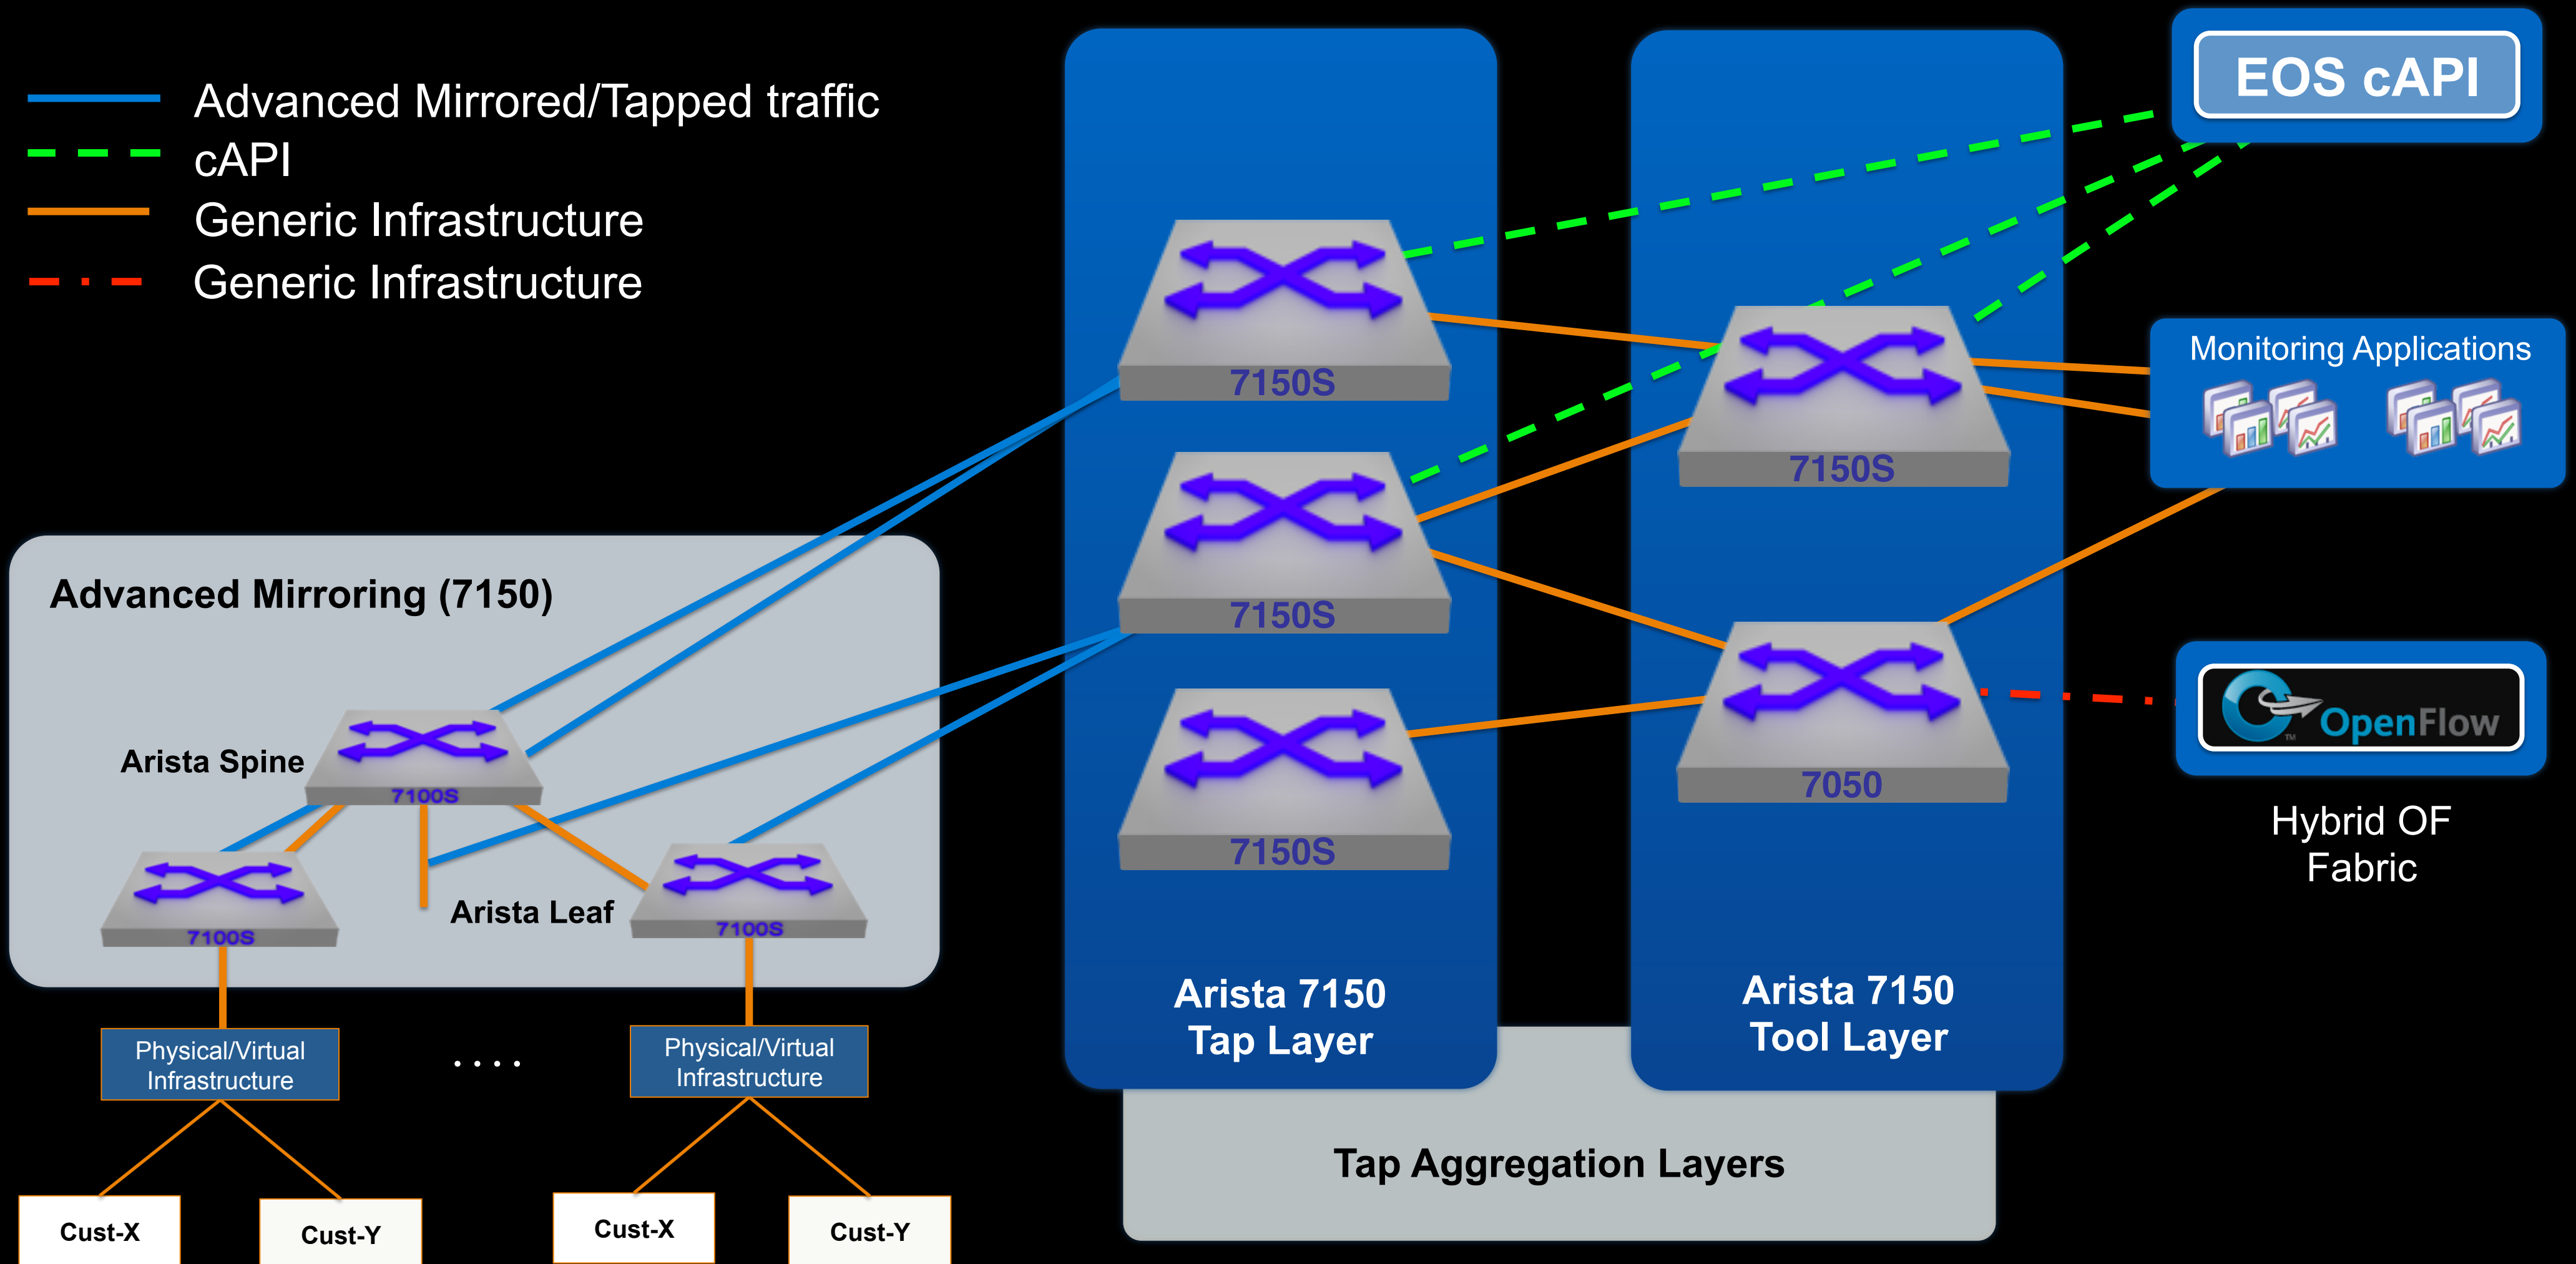 Advanced Mirrored/Tapped traffic
cAPI
Generic Infrastructure
Generic Infrastructure
EOS cAPI
Monitoring Applications
7150S
7150S
7150S
7150S
7050
OpenFlow
TM
Hybrid OF
Fabric
Arista 7150
Tap Layer
Arista 7150
Tool Layer
Tap Aggregation Layers
Advanced Mirroring (7150)
Arista Spine
7100S
Arista Leaf
7100S
7100S
Physical/Virtual
Infrastructure
. . . .
Physical/Virtual
Infrastructure
Cust-X
Cust-Y
Cust-X
Cust-Y